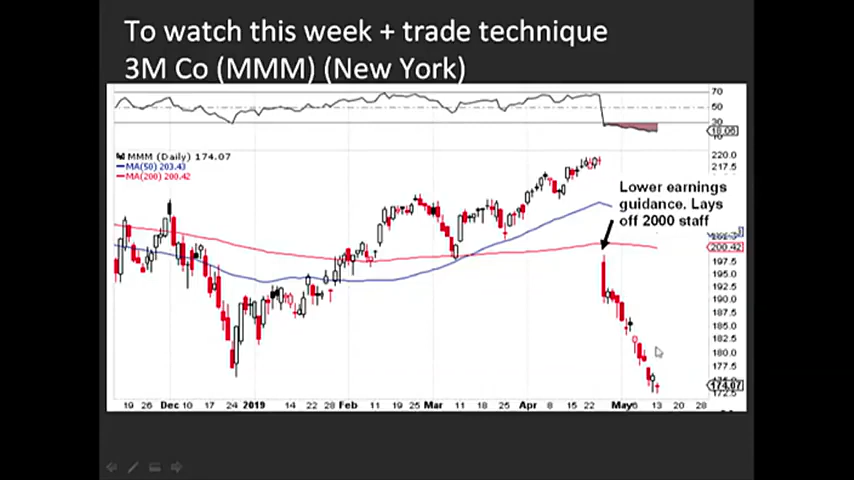 To watch this week + trade technique
3M Co (MMM) (New York)
70
50
30
18.06
MMM (Daily) 174.07
MA(50) 203.43
MA(200) 200.42
220.0
217.5
Lower earnings
guidance. Lays
off 2000 staff
200.42
197.5
195.0
192.5
190.0
187.5
185.0
182.5
180.0
177.5
174.07
172.5
19 26 Dec 10 17 24 2019 14 22 28 Feb 11 19 25 Mar 11 18 25 Apr 8 15 22 May 6 13 20 28